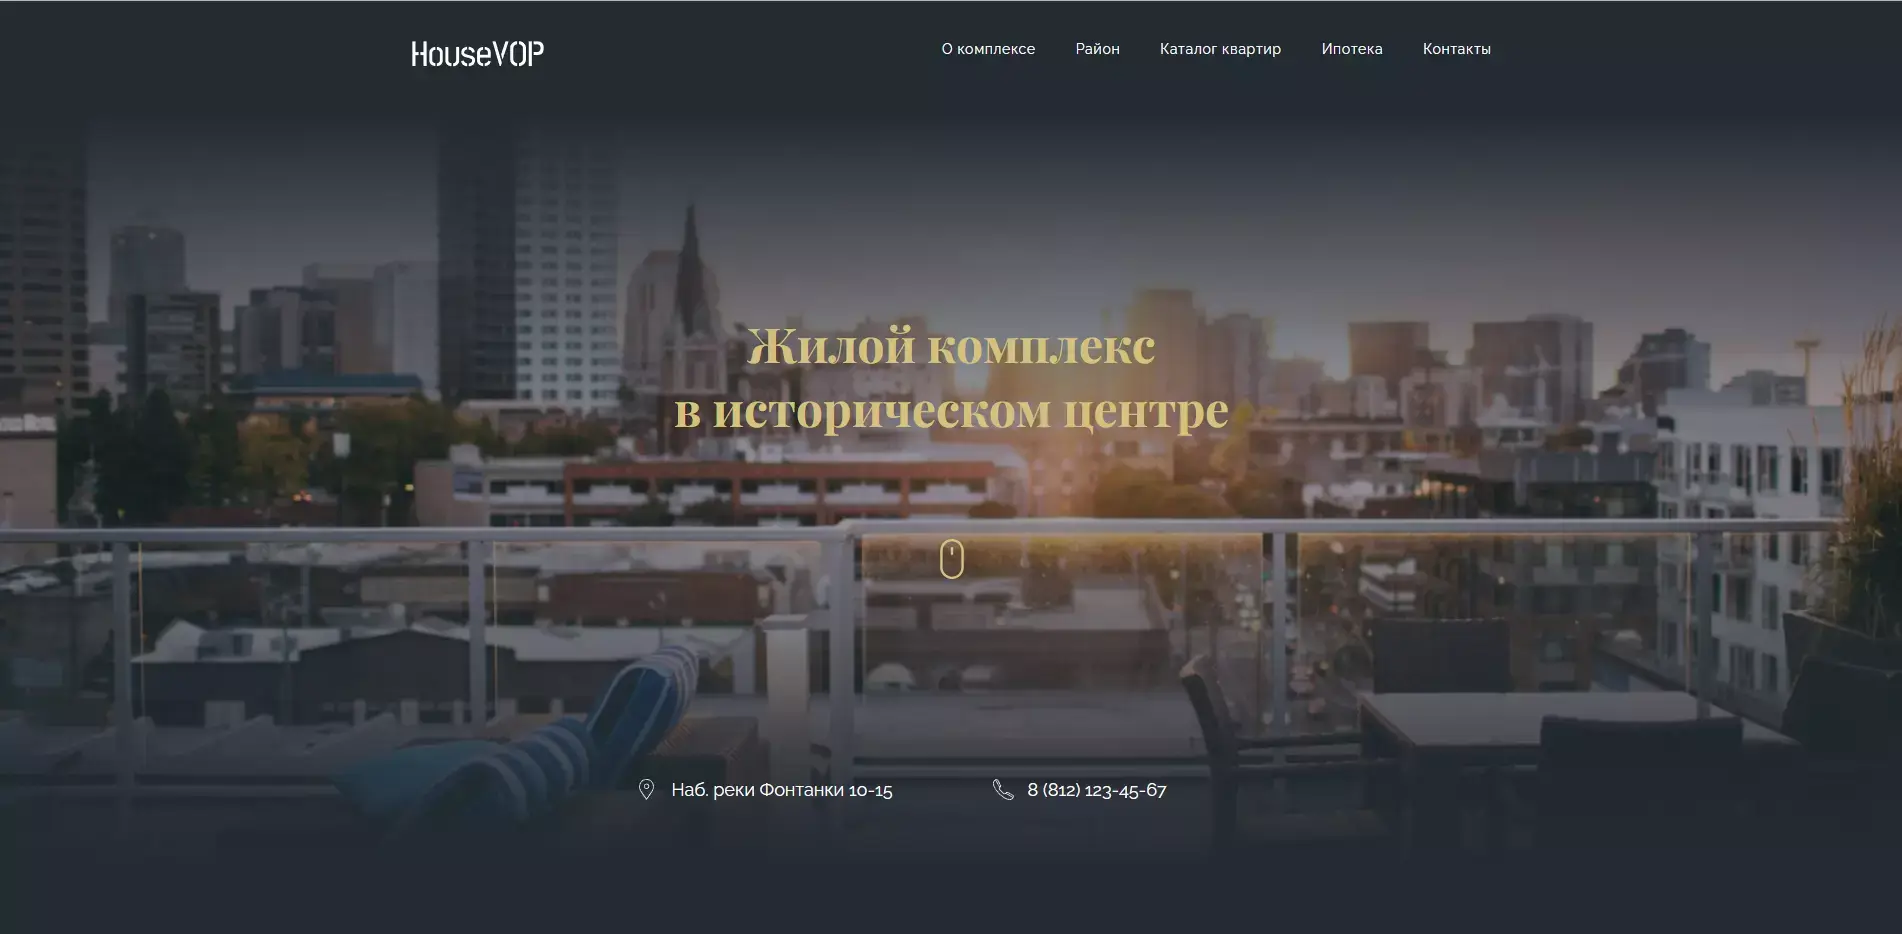 HouseVOP
О комплексе Район Каталог квартир Ипотека Контакты
Жилой комплекс
в историческом центре
Наб. реки Фонтанки 10-15 8 (812) 123-45-67